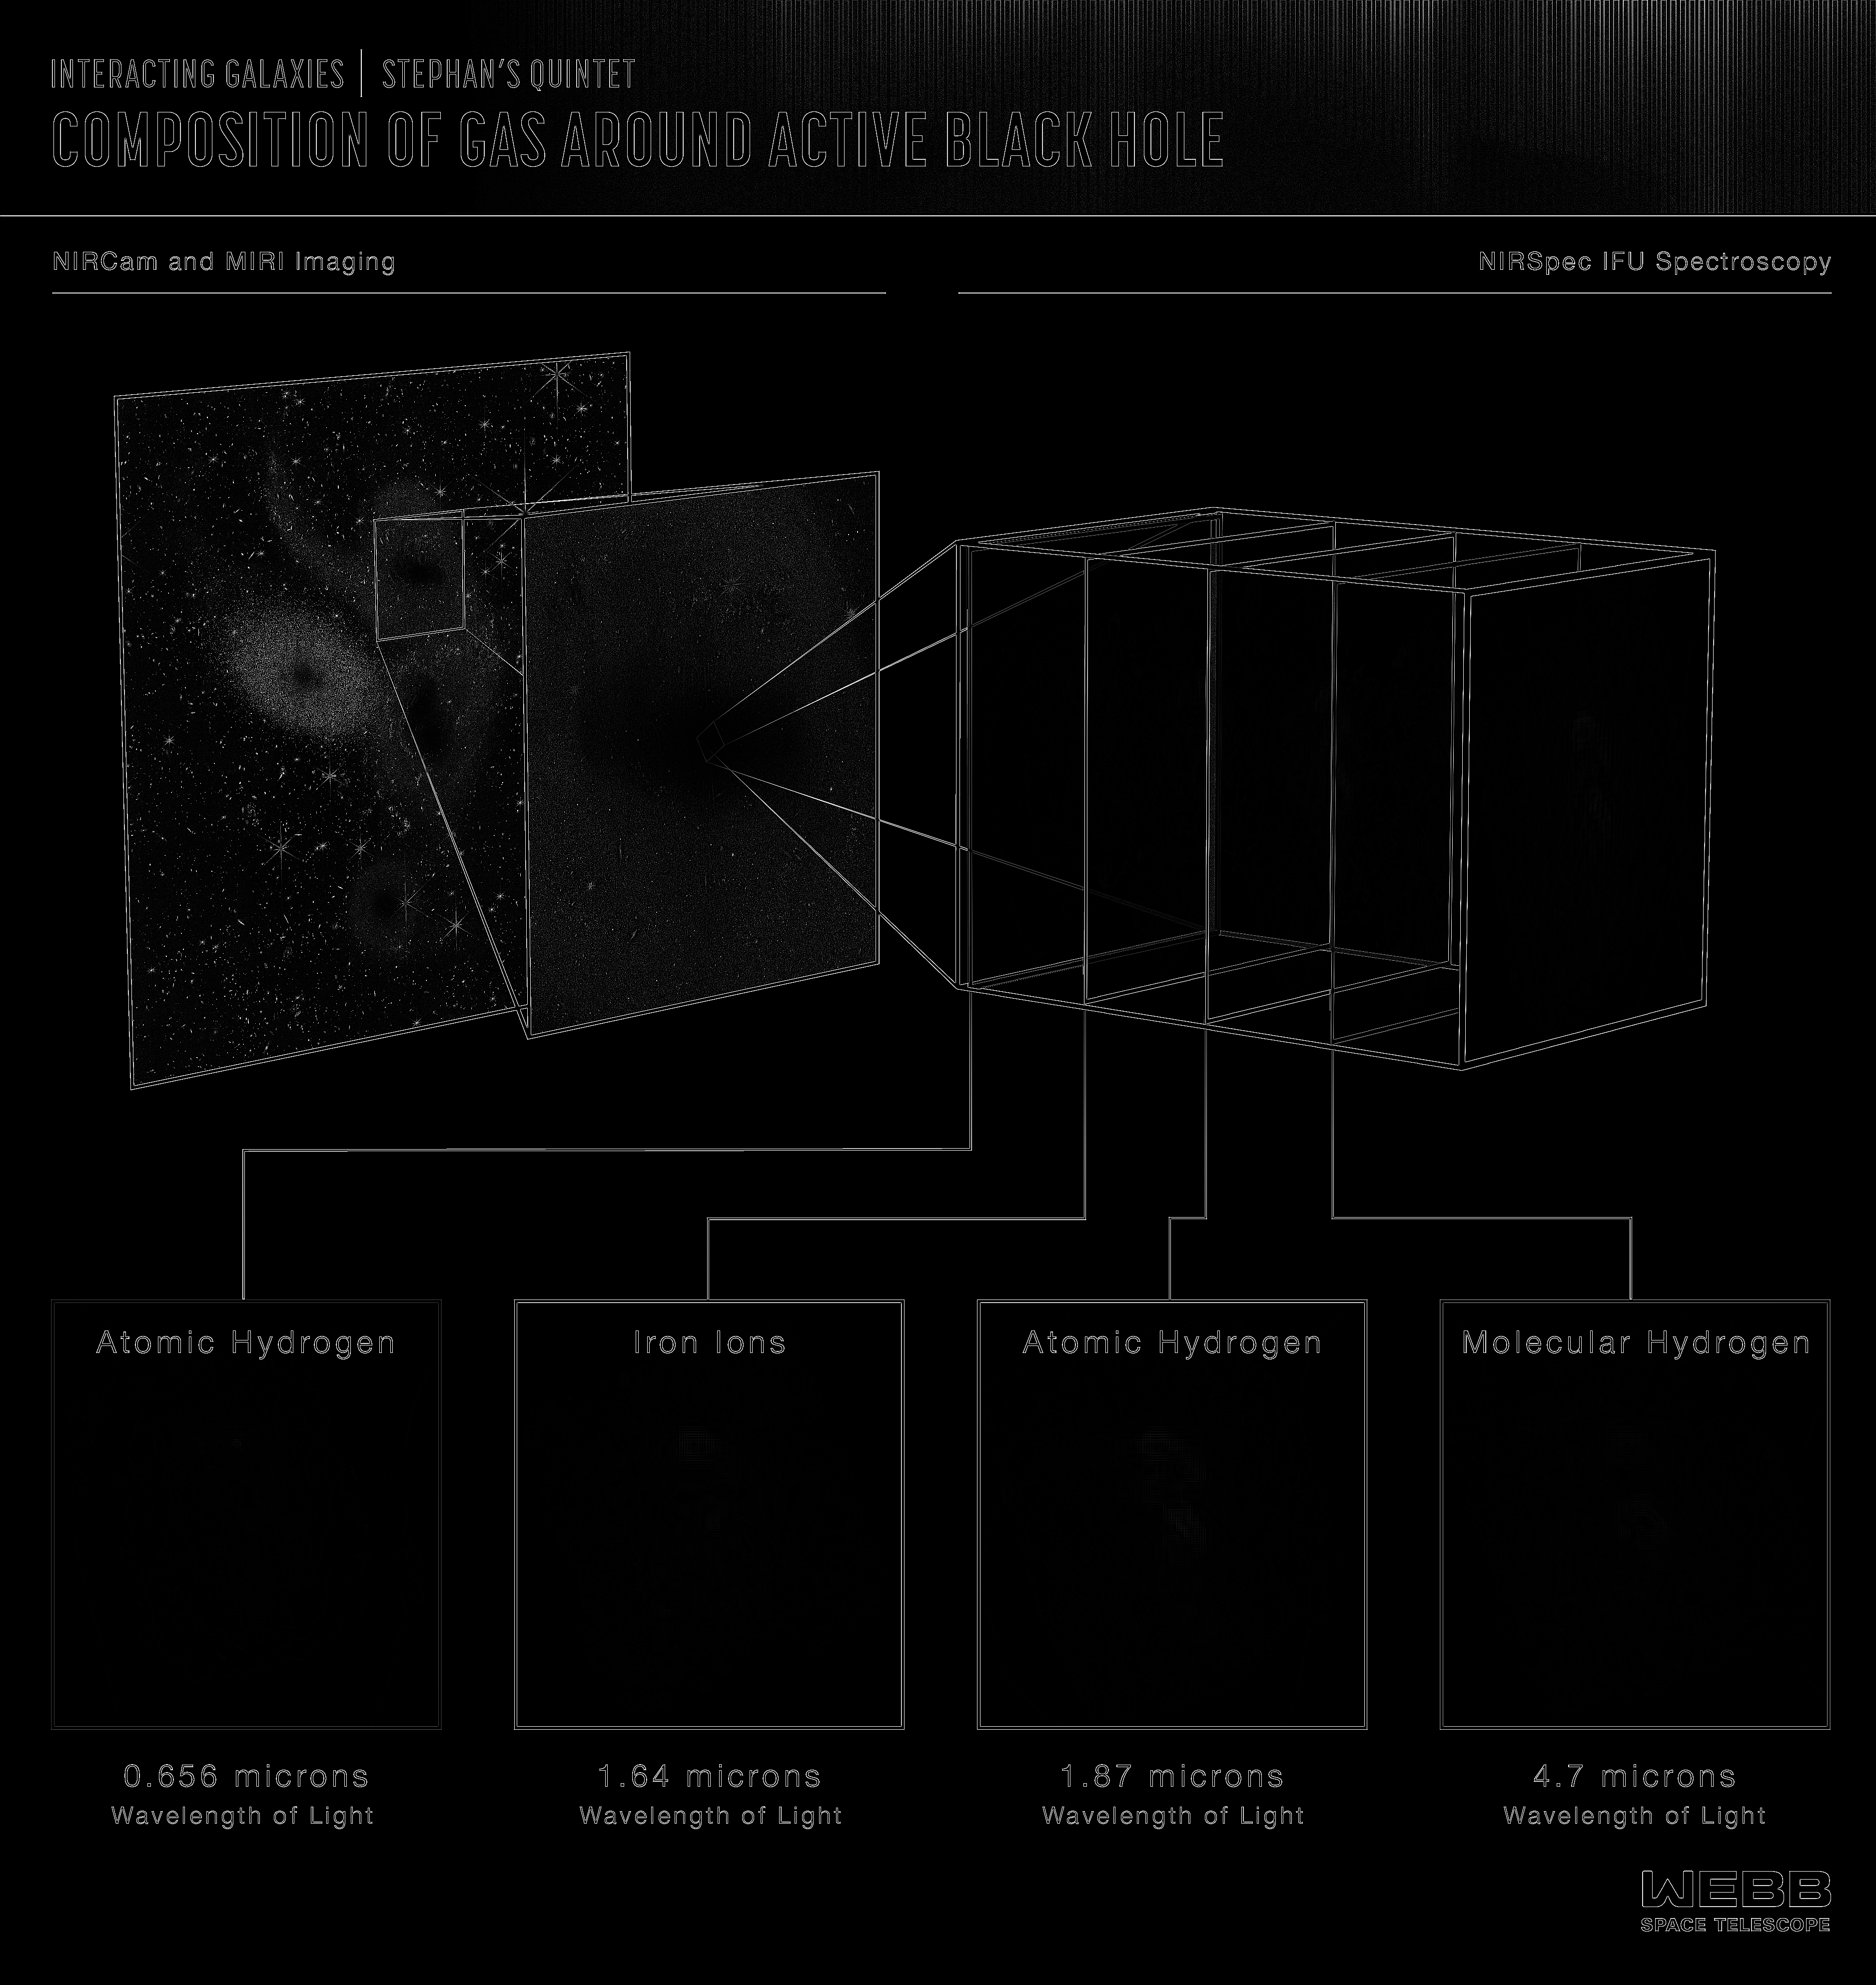 INTERACTING GALAXIES | STEPHAN'S QUINTET
COMPOSITION OF GAS AROUND ACTIVE BLACK HOLE
NIRCam and MIRI Imaging
NIRSpec IFU Spectroscopy
Atomic Hydrogen
Iron Ions
Atomic Hydrogen
Molecular Hydrogen
0.656 microns
Wavelength of Light
1.64 microns
Wavelength of Light
1.87 microns
Wavelength of Light
4.7 microns
Wavelength of Light
WEBB
SPACE TELESCOPE